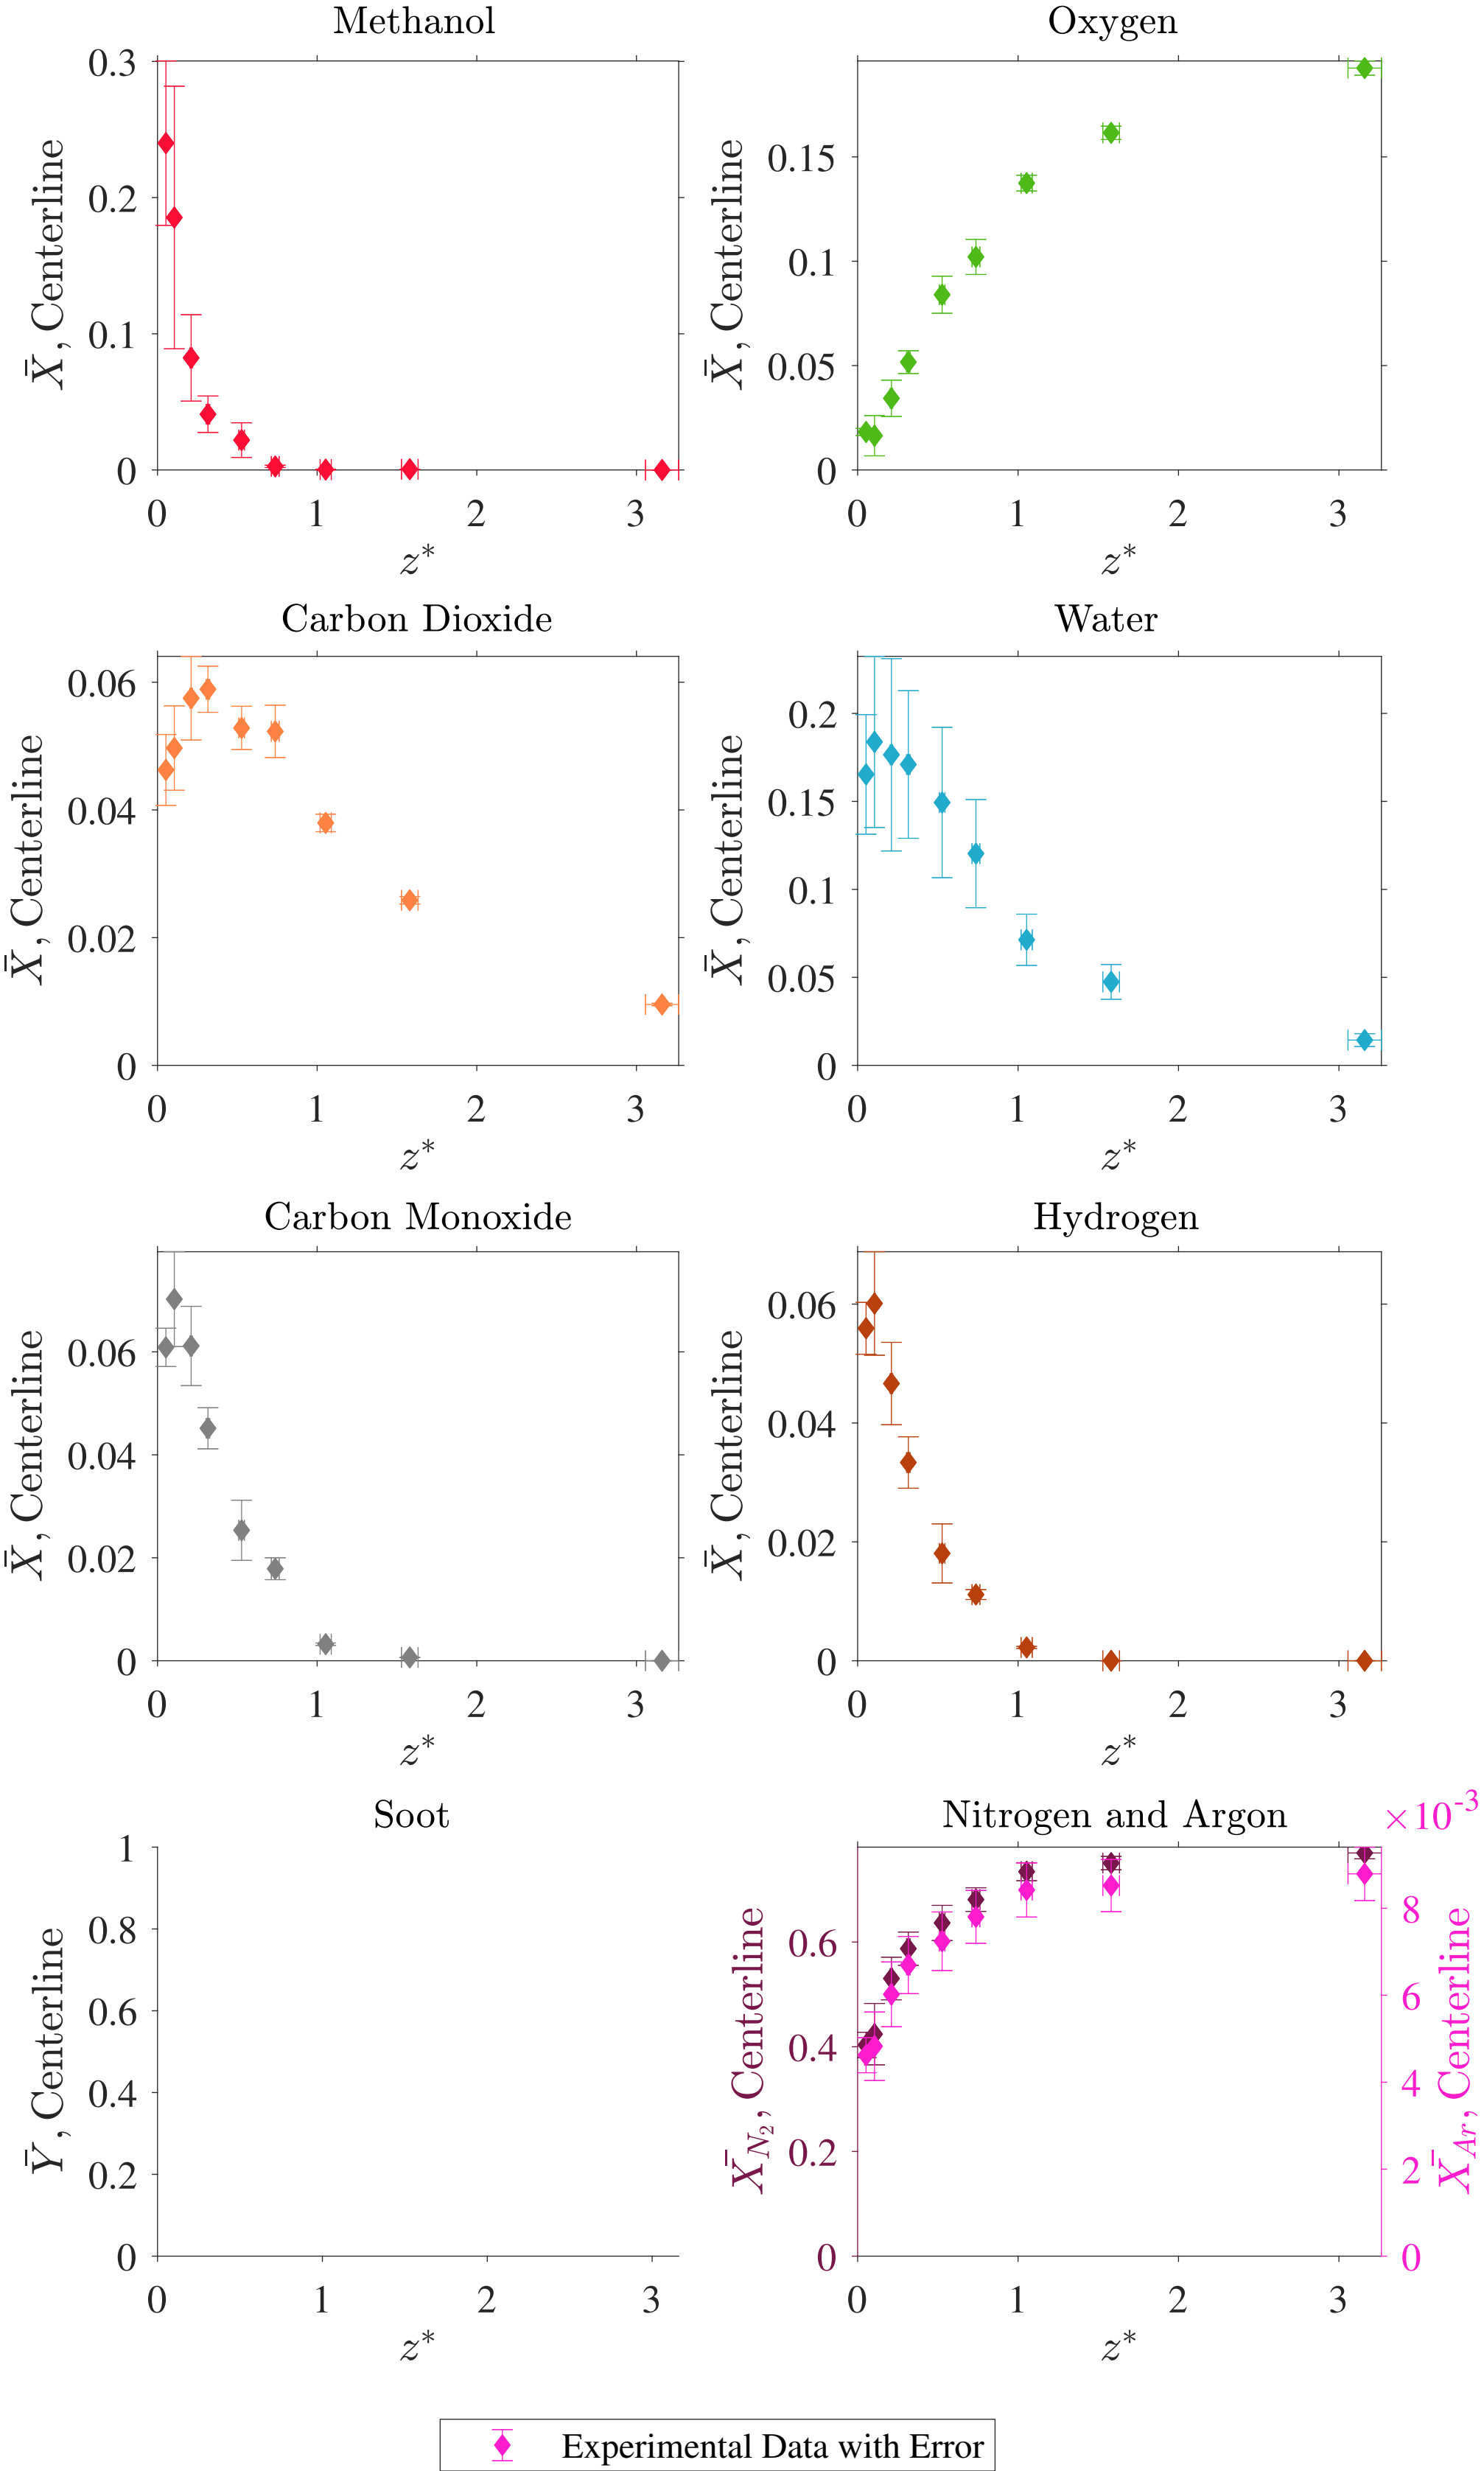 Methanol
0.3
0.2
0.1
0
X̄, Centerline
0 1 2 3
z*
Oxygen
0.15
0.1
0.05
0
X̄, Centerline
0 1 2 3
z*
Carbon Dioxide
0.06
0.04
0.02
0
X̄, Centerline
0 1 2 3
z*
Water
0.2
0.15
0.1
0.05
0
X̄, Centerline
0 1 2 3
z*
Carbon Monoxide
0.06
0.04
0.02
0
X̄, Centerline
0 1 2 3
z*
Hydrogen
0.06
0.04
0.02
0
X̄, Centerline
0 1 2 3
z*
Soot
1
0.8
0.6
0.4
0.2
0
Ȳ, Centerline
0 1 2 3
z*
Nitrogen and Argon
×10⁻³
0.6
0.4
0.2
0
X̄_N₂, Centerline
8
6
4
2
0
X̄_Ar, Centerline
0 1 2 3
z*
Experimental Data with Error